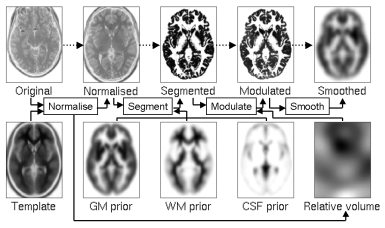 Original Normalised Segmented Modulated Smoothed
Normalise Segment Modulate Smooth
Template GM prior WM prior CSF prior Relative volume